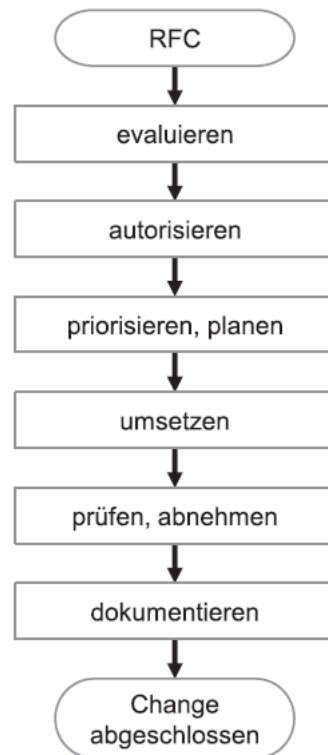 RFC
evaluieren
autorisieren
priorisieren, planen
umsetzen
prüfen, abnehmen
dokumentieren
Change
abgeschlossen